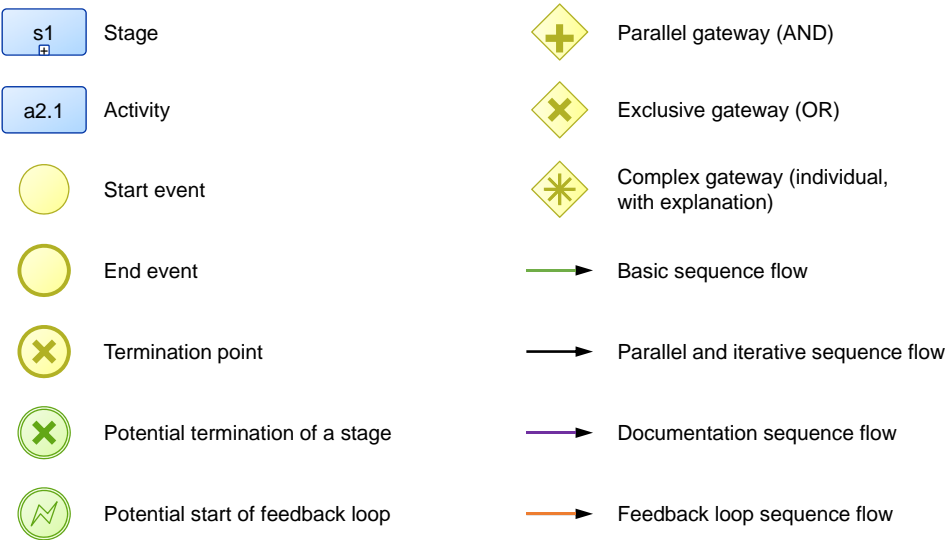 s1
Stage
Parallel gateway (AND)
a2.1
Activity
Exclusive gateway (OR)
Start event
Complex gateway (individual,
with explanation)
End event
Basic sequence flow
Termination point
Parallel and iterative sequence flow
Potential termination of a stage
Documentation sequence flow
Potential start of feedback loop
Feedback loop sequence flow